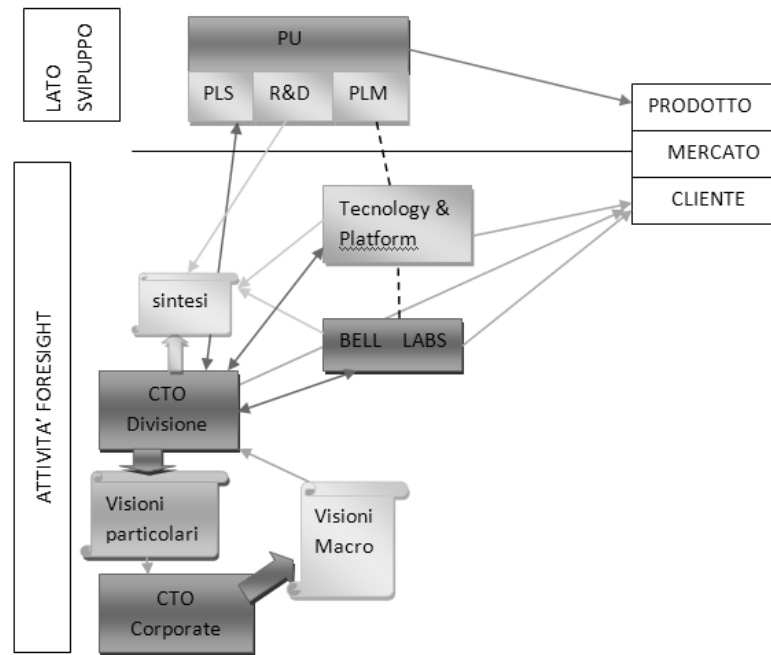 LATO
SVIPUPPO
PU
PLS
R&D
PLM
PRODOTTO
MERCATO
CLIENTE
Tecnology &
Platform
sintesi
BELL LABS
CTO
Divisione
ATTIVITA' FORESIGHT
Visioni
particolari
Visioni
Macro
CTO
Corporate